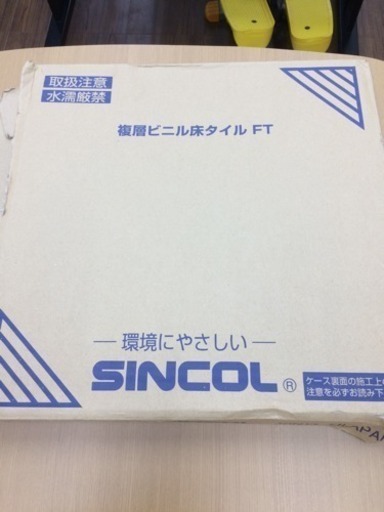 取扱注意
水濡厳禁
複層ビニル床タイル FT
― 環境にやさしい ―
SINCOL ®
ケース裏面の施工上の
注意を必ずお読み下
JAPAN